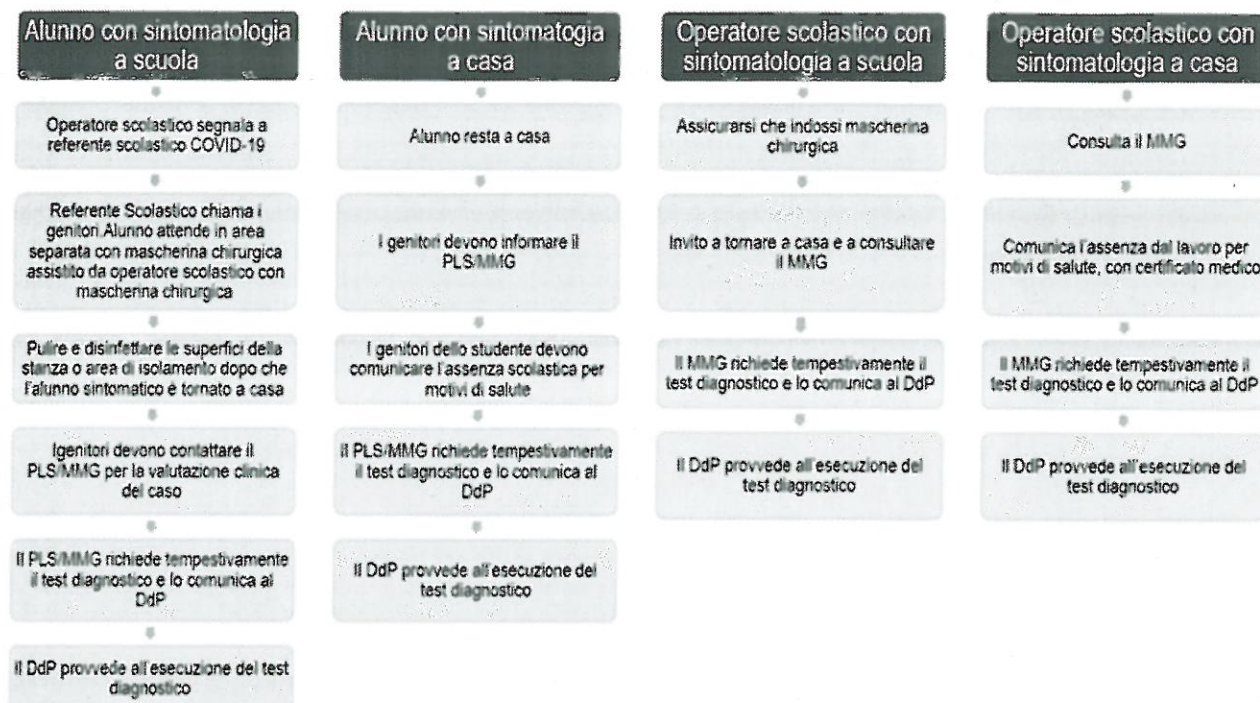 Alunno con sintomatologia
a scuola
Operatore scolastico segnala a
referente scolastico COVID-19
Referente Scolastico chiama i
genitori.Alunno attende in area
separata con mascherina chirurgica
assistito da operatore scolastico con
mascherina chirurgica
Pulire e disinfettare le superfici della
stanza o area di isolamento dopo che
l'alunno sintomatico è tornato a casa
Igenitori devono contattare il
PLS/MMG per la valutazione clinica
del caso
Il PLS/MMG richiede tempestivamente
il test diagnostico e lo comunica al
DdP
Il DdP provvede all'esecuzione del test
diagnostico
Alunno con sintomatogia
a casa
Alunno resta a casa
I genitori devono informare il
PLS/MMG
I genitori dello studente devono
comunicare l'assenza scolastica per
motivi di salute
Il PLS/MMG richiede tempestivamente
il test diagnostico e lo comunica al
DdP
Il DdP provvede all'esecuzione del
test diagnostico
Operatore scolastico con
sintomatologia a scuola
Assicurarsi che indossi mascherina
chirurgica
Invito a tornare a casa e a consultare
il MMG
Il MMG richiede tempestivamente il
test diagnostico e lo comunica al DdP
Il DdP provvede all'esecuzione del
test diagnostico
Operatore scolastico con
sintomatologia a casa
Consulta il MMG
Comunica l'assenza dal lavoro per
motivi di salute, con certificato medico
Il MMG richiede tempestivamente il
test diagnostico e lo comunica al DdP
Il DdP provvede all'esecuzione del
test diagnostico